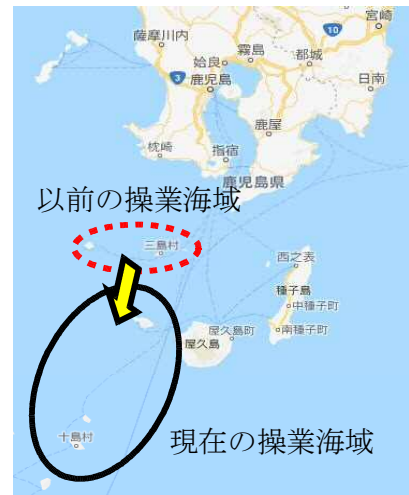 宮崎
薩摩川内
10
霧島
都城
姶良
3
鹿児島
日南
鹿屋
枕崎
指宿
鹿児島県
以前の操業海域
三島村
西之表
種子島
中種子町
屋久島町
南種子町
屋久島
十島村
現在の操業海域